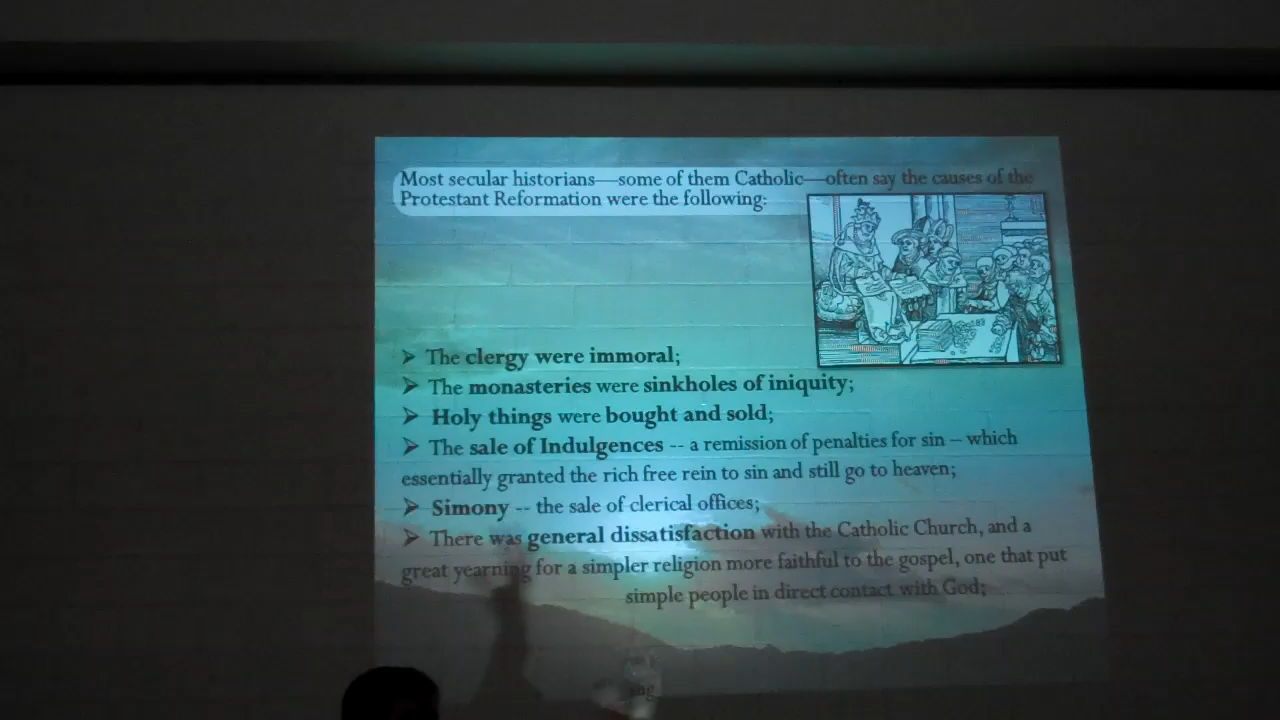 Most secular historians—some of them Catholic—often say the causes of the
Protestant Reformation were the following:
➢ The clergy were immoral;
➢ The monasteries were sinkholes of iniquity;
➢ Holy things were bought and sold;
➢ The sale of Indulgences -- a remission of penalties for sin – which
essentially granted the rich free rein to sin and still go to heaven;
➢ Simony -- the sale of clerical offices;
➢ There was general dissatisfaction with the Catholic Church, and a
great yearning for a simpler religion more faithful to the gospel, one that put
simple people in direct contact with God;